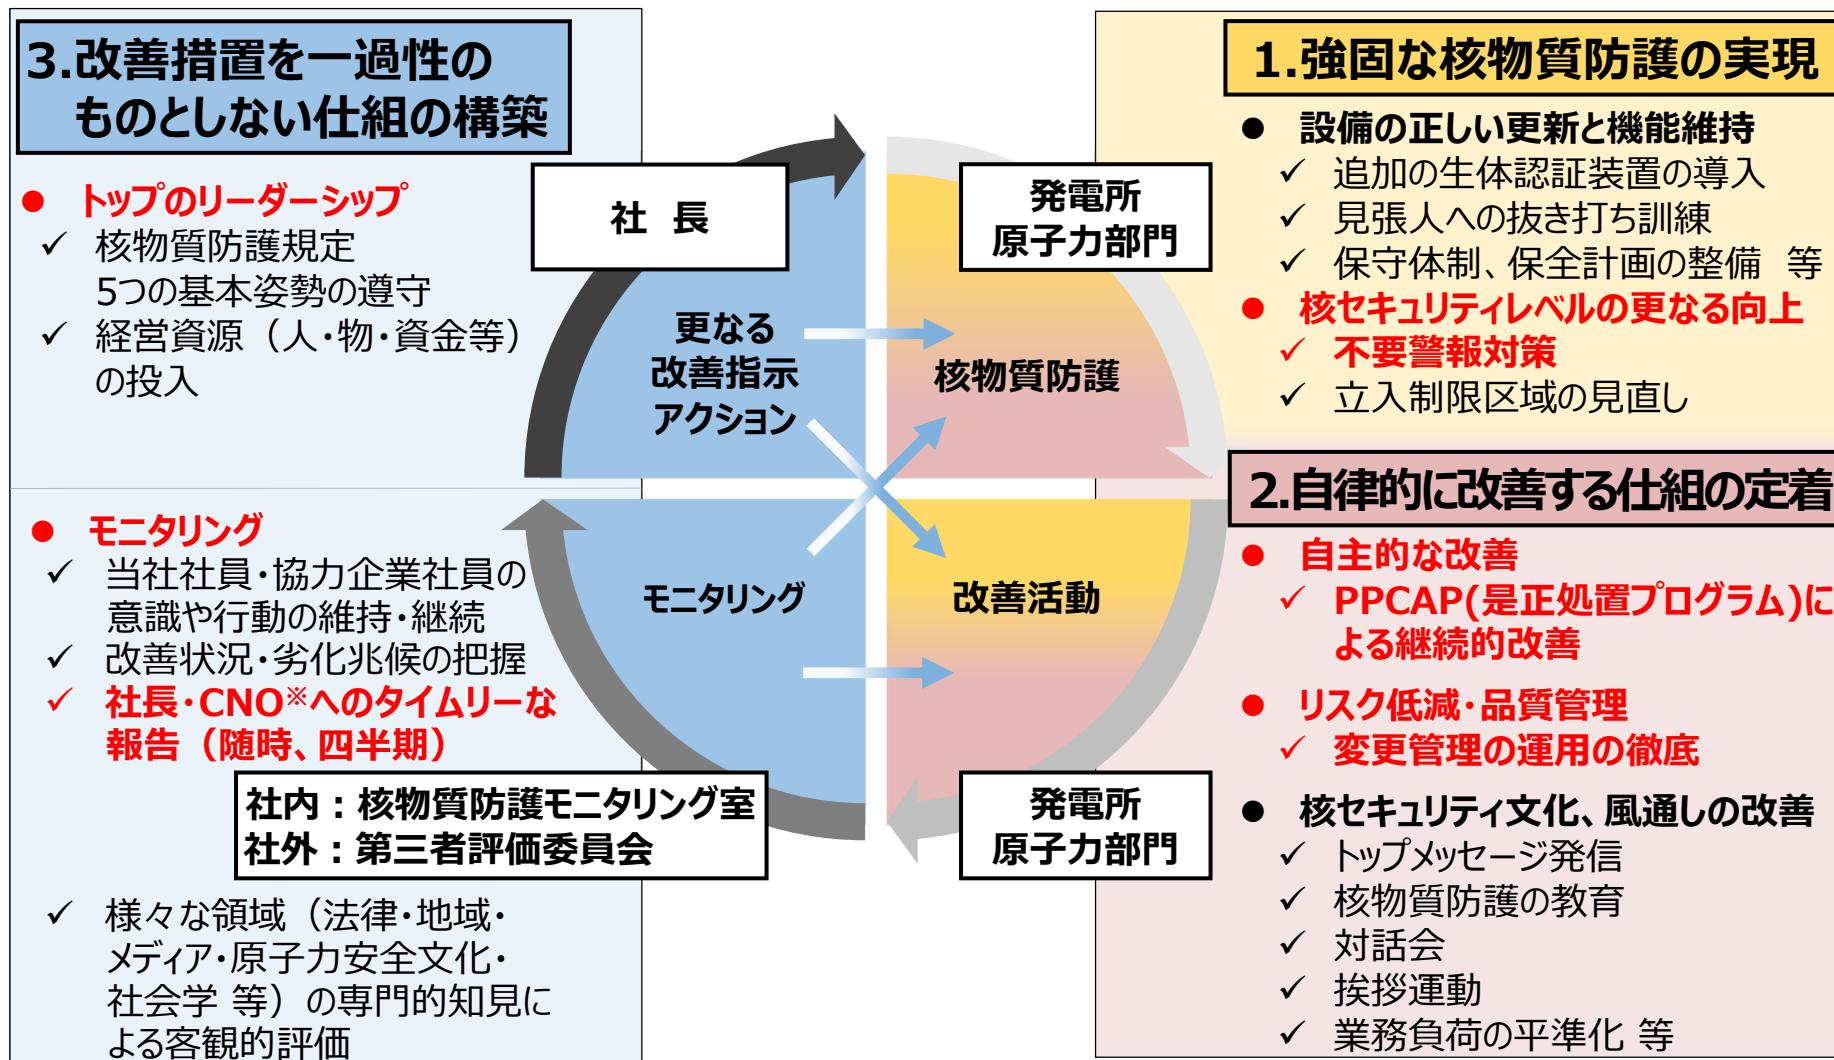 3.改善措置を一過性の
ものとしない仕組の構築
● トップのリーダーシップ
✓ 核物質防護規定
5つの基本姿勢の遵守
✓ 経営資源（人・物・資金等）
の投入
● モニタリング
✓ 当社社員・協力企業社員の
意識や行動の維持・継続
✓ 改善状況・劣化兆候の把握
✓ 社長・CNO※へのタイムリーな
報告（随時、四半期）
社内：核物質防護モニタリング室
社外：第三者評価委員会
✓ 様々な領域（法律・地域・
メディア・原子力安全文化・
社会学 等）の専門的知見に
よる客観的評価
社 長
更なる
改善指示
アクション
モニタリング
発電所
原子力部門
核物質防護
改善活動
発電所
原子力部門
1.強固な核物質防護の実現
● 設備の正しい更新と機能維持
✓ 追加の生体認証装置の導入
✓ 見張人への抜き打ち訓練
✓ 保守体制、保全計画の整備 等
● 核セキュリティレベルの更なる向上
✓ 不要警報対策
✓ 立入制限区域の見直し
2.自律的に改善する仕組の定着
● 自主的な改善
✓ PPCAP(是正処置プログラム)に
よる継続的改善
● リスク低減・品質管理
✓ 変更管理の運用の徹底
● 核セキュリティ文化、風通しの改善
✓ トップメッセージ発信
✓ 核物質防護の教育
✓ 対話会
✓ 挨拶運動
✓ 業務負荷の平準化 等